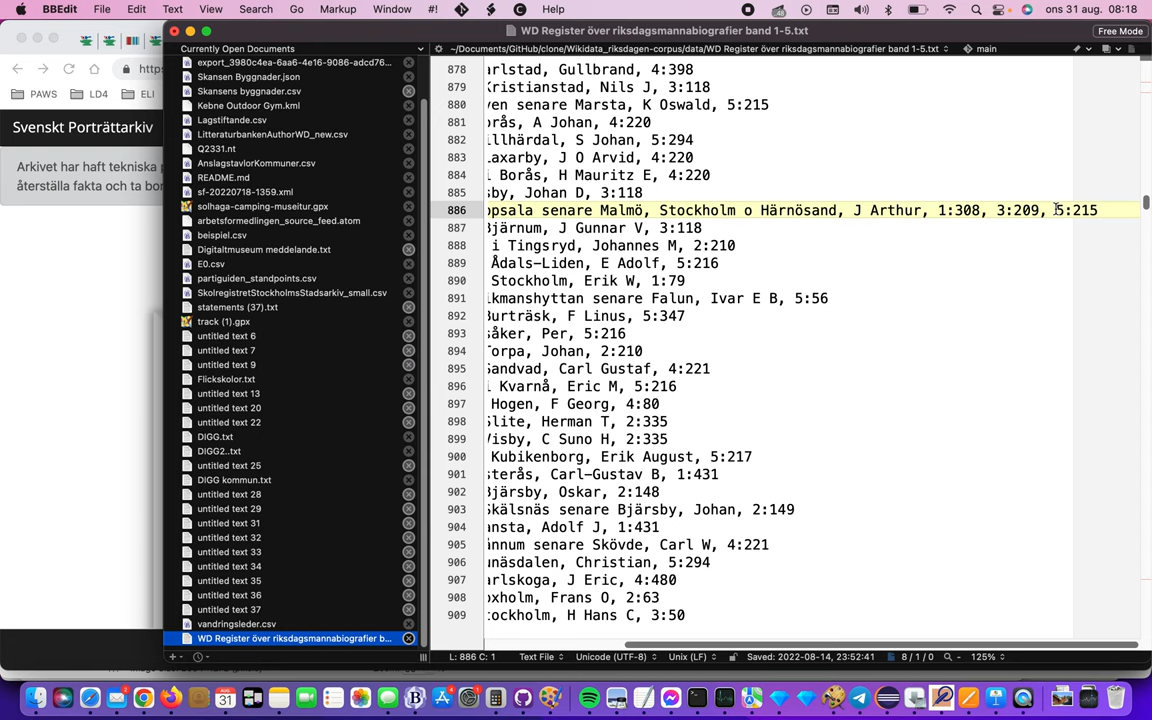 BBEdit File Edit Text View Search Go Markup Window #! Help ons 31 aug. 08:18
WD Register över riksdagsmannabiografier band 1-5.txt
Free Mode
Currently Open Documents
~/Documents/GitHub/clone/Wikidata_riksdagen-corpus/data/WD Register över riksdagsmannabiografier band 1-5.txt
main
https
PAWS LD4 ELI
Svenskt Porträttarkiv
Arkivet har haft tekniska
återställa fakta och ta bor
export_3980c4ea-6aa6-4e16-9086-adcd76...
Skansen Byggnader.json
Skansens byggnader.csv
Kebne Outdoor Gym.kml
Lagstiftande.csv
LitteraturbankenAuthorWD_new.csv
Q2331.nt
AnslagstavlorKommuner.csv
README.md
sf-20220718-1359.xml
solhaga-camping-museitur.gpx
arbetsformedlingen_source_feed.atom
beispiel.csv
Digitaltmuseum meddelande.txt
E0.csv
partiguiden_standpoints.csv
SkolregistretStockholmsStadsarkiv_small.csv
statements (37).txt
track (1).gpx
untitled text 6
untitled text 7
untitled text 9
Flickskolor.txt
untitled text 13
untitled text 20
untitled text 22
DIGG.txt
DIGG2..txt
untitled text 25
DIGG kommun.txt
untitled text 28
untitled text 29
untitled text 31
untitled text 32
untitled text 33
untitled text 34
untitled text 35
untitled text 36
untitled text 37
vandringsleder.csv
WD Register över riksdagsmannabiografier b...
878 arlstad, Gullbrand, 4:398
879 Kristianstad, Nils J, 3:118
880 ven senare Marsta, K Oswald, 5:215
881 orås, A Johan, 4:220
882 illhärdal, S Johan, 5:294
883 Laxarby, J O Arvid, 4:220
884 i Borås, H Mauritz E, 4:220
885 sby, Johan D, 3:118
886 ppsala senare Malmö, Stockholm o Härnösand, J Arthur, 1:308, 3:209, 5:215
887 Bjärnum, J Gunnar V, 3:118
888 i Tingsryd, Johannes M, 2:210
889 Ådals-Liden, E Adolf, 5:216
890 Stockholm, Erik W, 1:79
891 ikmanshyttan senare Falun, Ivar E B, 5:56
892 Burträsk, F Linus, 5:347
893 såker, Per, 5:216
894 Torpa, Johan, 2:210
895 Sandvad, Carl Gustaf, 4:221
896 i Kvarnå, Eric M, 5:216
897 Hogen, F Georg, 4:80
898 Slite, Herman T, 2:335
899 Visby, C Suno H, 2:335
900 Kubikenborg, Erik August, 5:217
901 sterås, Carl-Gustav B, 1:431
902 Bjärsby, Oskar, 2:148
903 Skälsnäs senare Bjärsby, Johan, 2:149
904 ansta, Adolf J, 1:431
905 ånnum senare Skövde, Carl W, 4:221
906 unäsdalen, Christian, 5:294
907 arlskoga, J Eric, 4:480
908 oxholm, Frans O, 2:63
909 tockholm, H Hans C, 3:50
L: 886 C: 1 Text File Unicode (UTF-8) Unix (LF) Saved: 2022-08-14, 23:52:41 8 / 1 / 0 125%